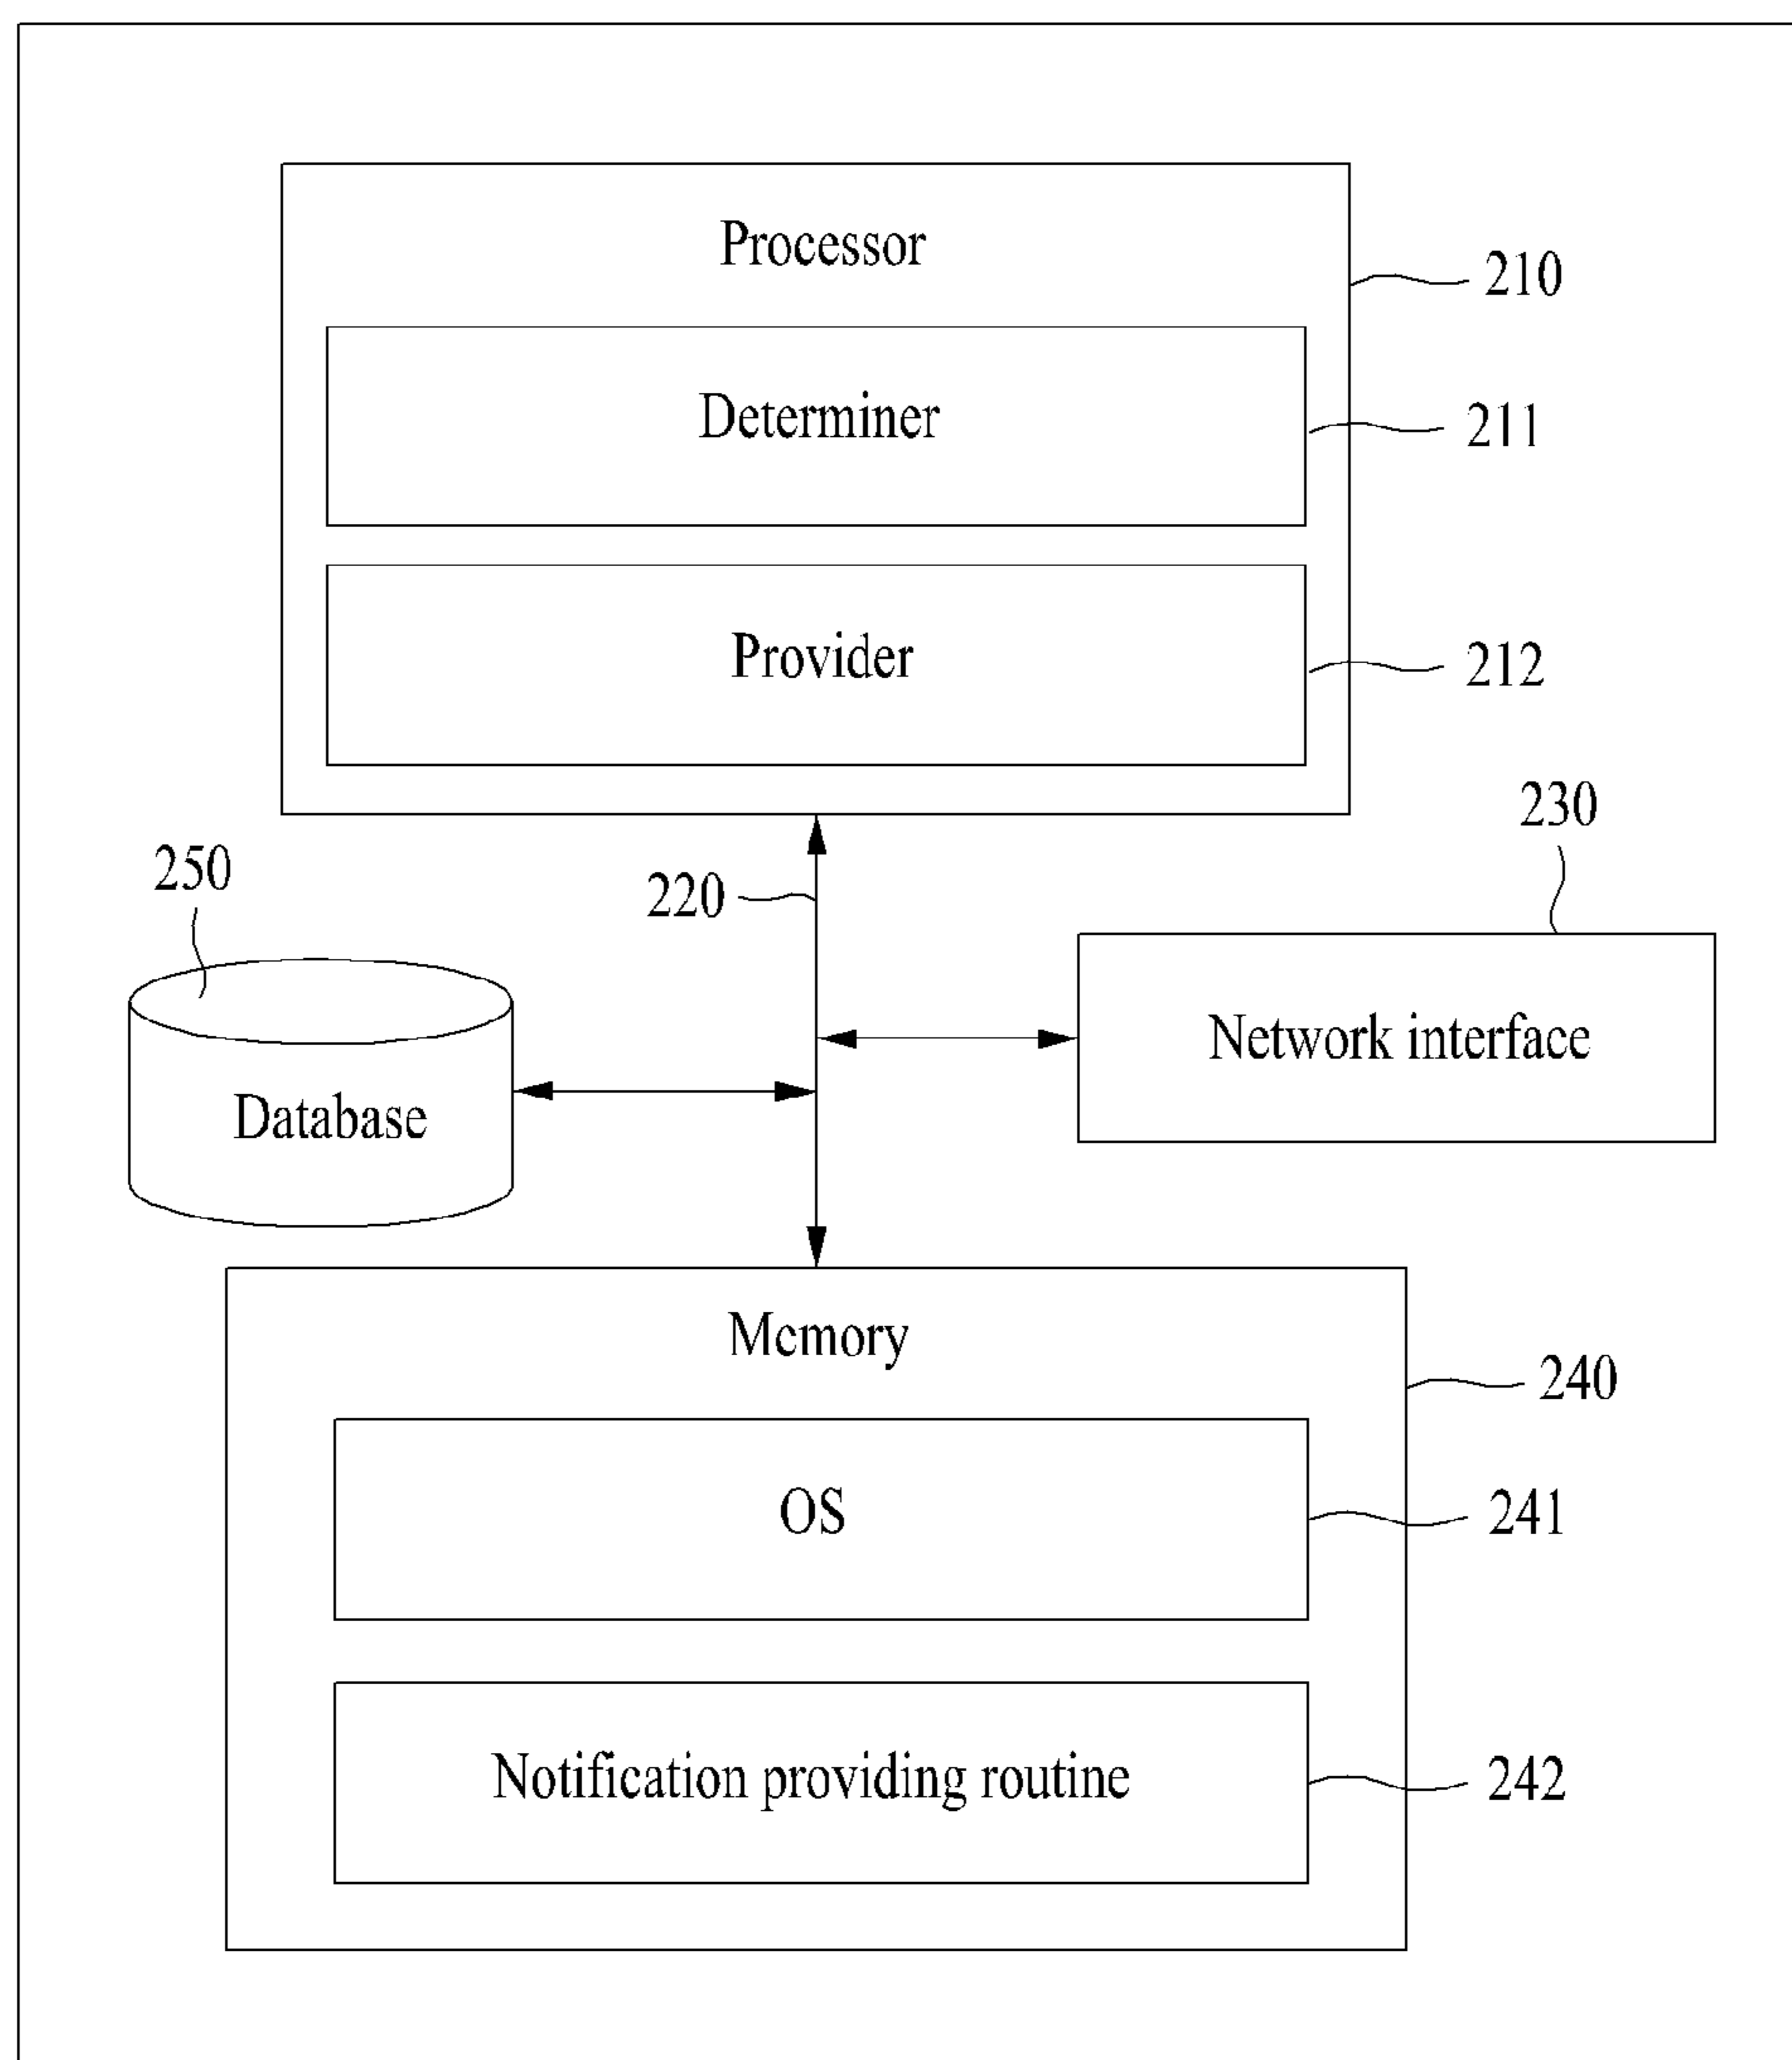 Processor
210
Determiner
211
Provider
212
230
250
220
Network interface
Database
Memory
240
OS
241
Notification providing routine
242